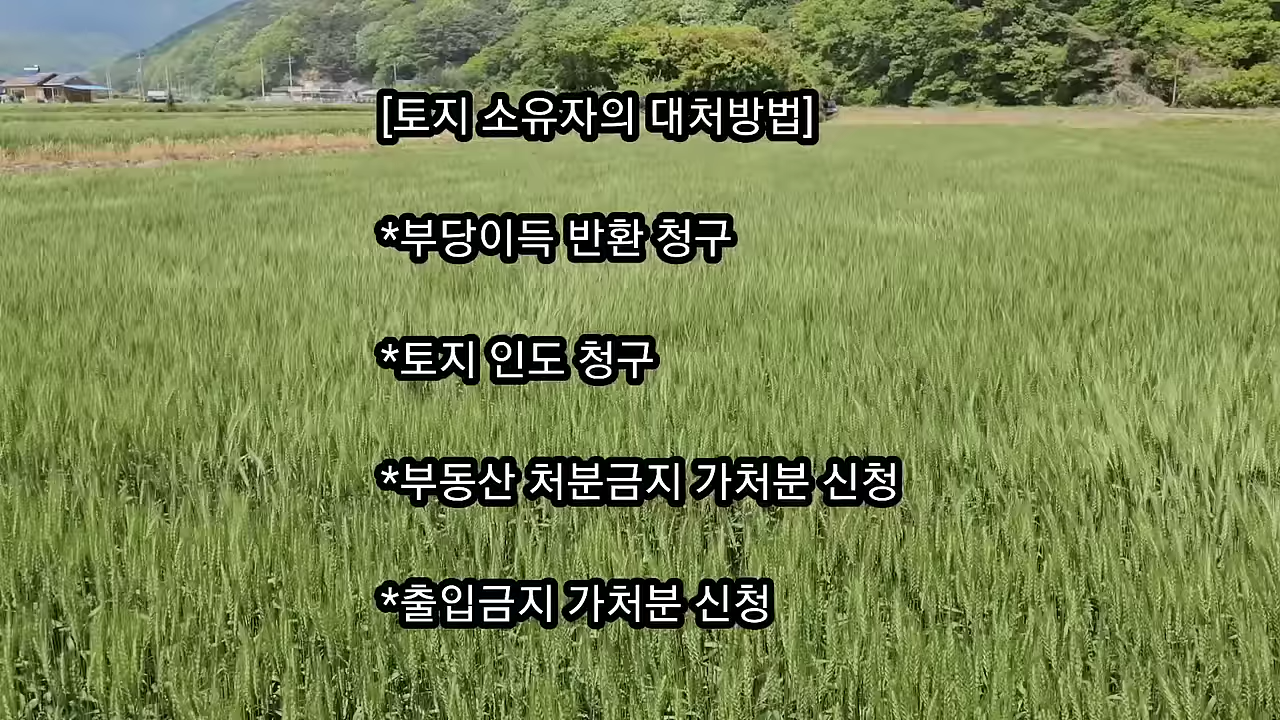 [토지 소유자의 대처방법]
*부당이득 반환 청구
*토지 인도 청구
*부동산 처분금지 가처분 신청
*출입금지 가처분 신청